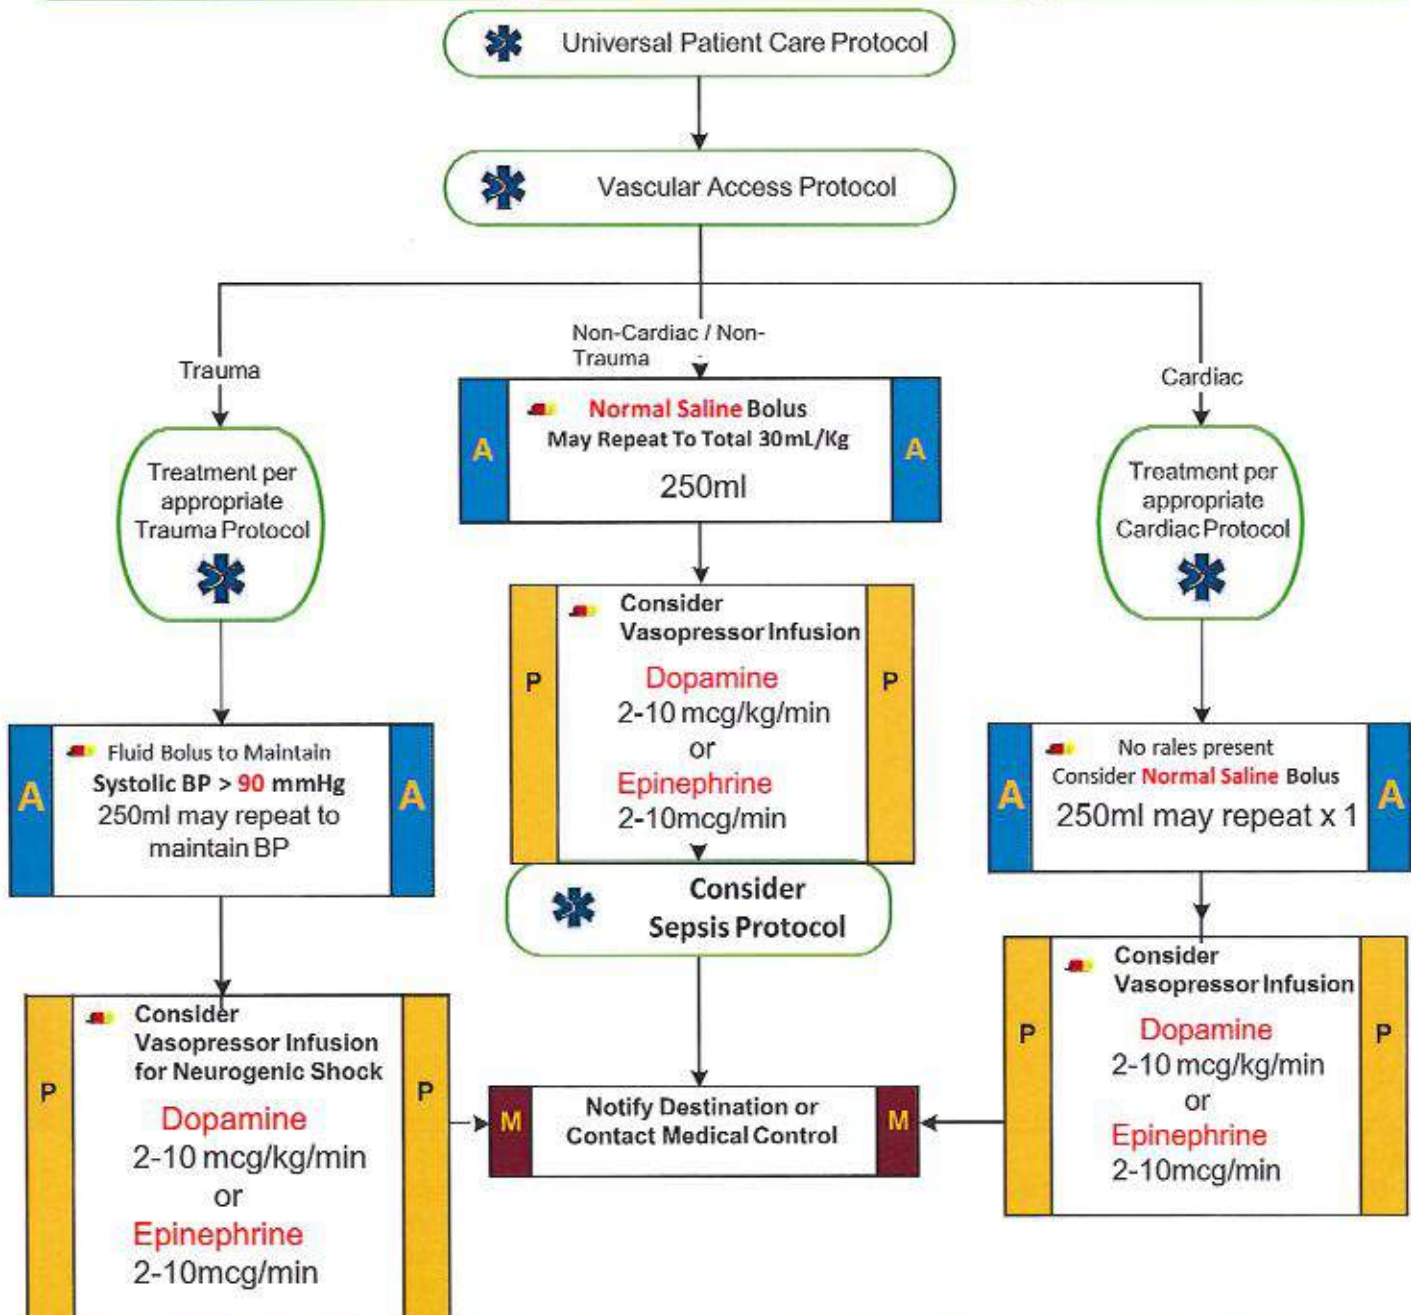 Universal Patient Care Protocol
Vascular Access Protocol
Trauma
Non-Cardiac / Non-
Trauma
Cardiac
Treatment per
appropriate
Trauma Protocol
A
Fluid Bolus to Maintain
Systolic BP > 90 mmHg
250ml may repeat to
maintain BP
A
P
Consider
Vasopressor Infusion
for Neurogenic Shock
Dopamine
2-10 mcg/kg/min
or
Epinephrine
2-10mcg/min
P
A
Normal Saline Bolus
May Repeat To Total 30mL/Kg
250ml
A
P
Consider
Vasopressor Infusion
Dopamine
2-10 mcg/kg/min
or
Epinephrine
2-10mcg/min
P
Consider
Sepsis Protocol
Treatment per
appropriate
Cardiac Protocol
A
No rales present
Consider Normal Saline Bolus
250ml may repeat x 1
A
P
Consider
Vasopressor Infusion
Dopamine
2-10 mcg/kg/min
or
Epinephrine
2-10mcg/min
P
M
Notify Destination or
Contact Medical Control
M